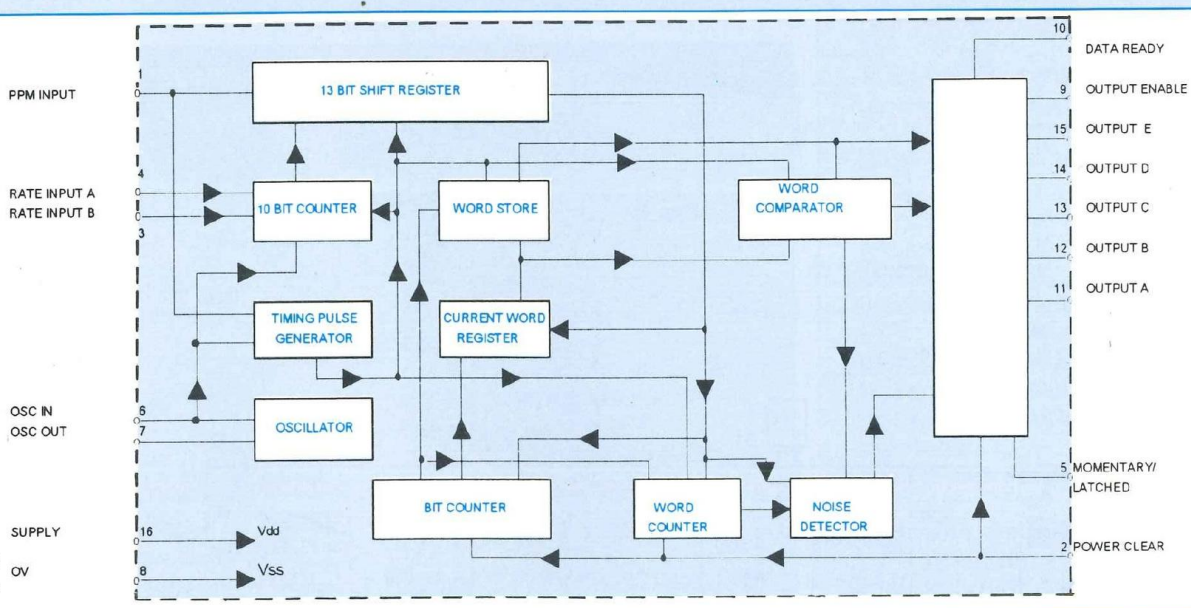 10
DATA READY
1
PPM INPUT
13 BIT SHIFT REGISTER
9
OUTPUT ENABLE
15
OUTPUT E
4
14
OUTPUT D
RATE INPUT A
RATE INPUT B
10 BIT COUNTER
WORD STORE
WORD
COMPARATOR
13
OUTPUT C
3
12
OUTPUT B
11
OUTPUT A
TIMING PULSE
GENERATOR
CURRENT WORD
REGISTER
OSC IN
6
OSC OUT
7
OSCILLATOR
5
MOMENTARY/
LATCHED
BIT COUNTER
WORD
COUNTER
NOISE
DETECTOR
SUPPLY
16
Vdd
2
POWER CLEAR
OV
8
Vss